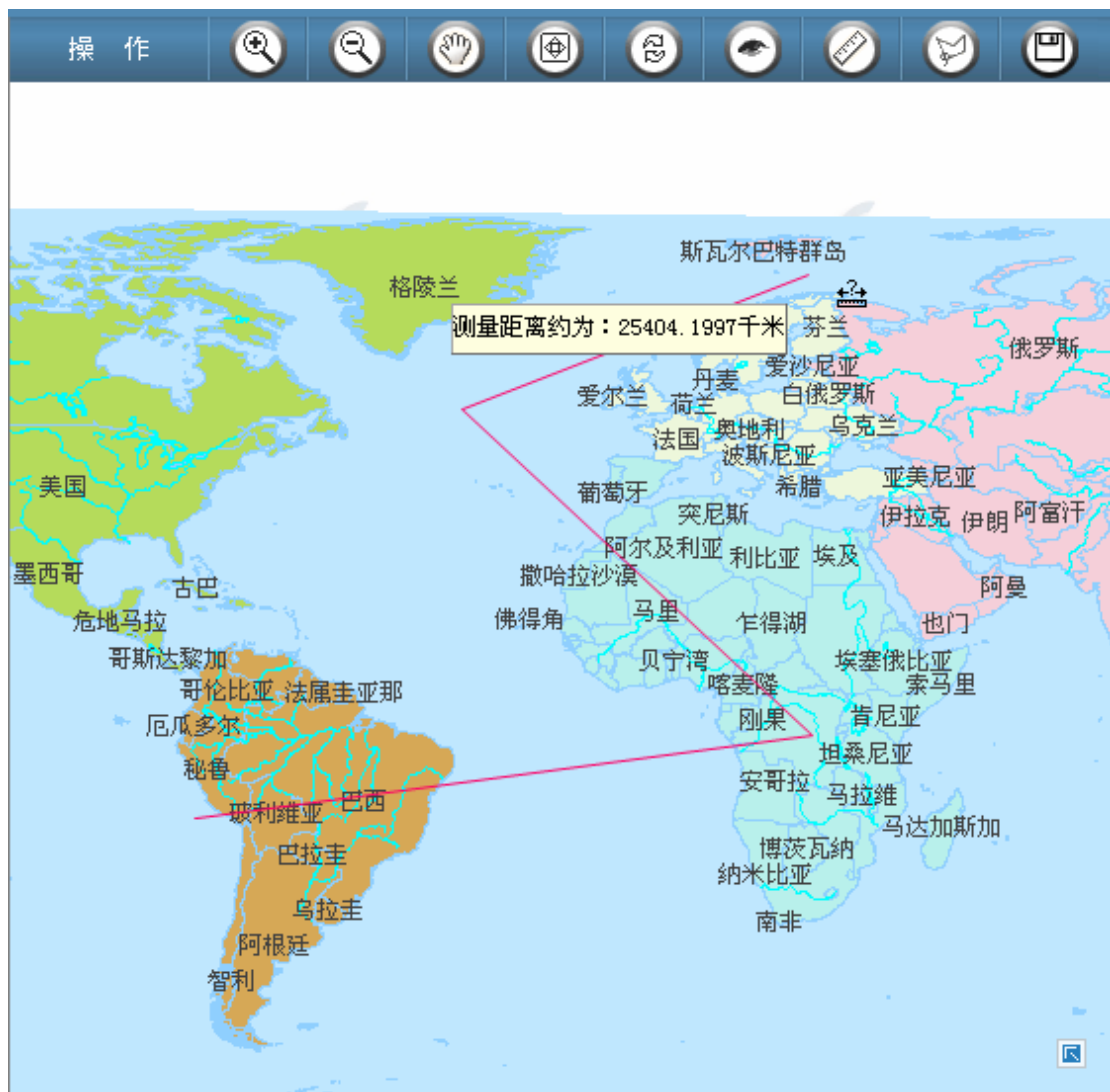 操 作
斯瓦尔巴特群岛
格陵兰
测量距离约为：25404.1997千米
芬兰
俄罗斯
爱沙尼亚
丹麦
爱尔兰
荷兰
白俄罗斯
法国
奥地利
乌克兰
波斯尼亚
美国
葡萄牙
希腊
亚美尼亚
突尼斯
伊拉克
伊朗
阿富汗
阿尔及利亚
利比亚
埃及
墨西哥
古巴
撒哈拉沙漠
阿曼
危地马拉
佛得角
马里
乍得湖
也门
哥斯达黎加
贝宁湾
埃塞俄比亚
哥伦比亚
法属圭亚那
喀麦隆
索马里
厄瓜多尔
刚果
肯尼亚
秘鲁
坦桑尼亚
玻利维亚
巴西
安哥拉
马拉维
马达加斯加
巴拉圭
博茨瓦纳
纳米比亚
乌拉圭
南非
阿根廷
智利